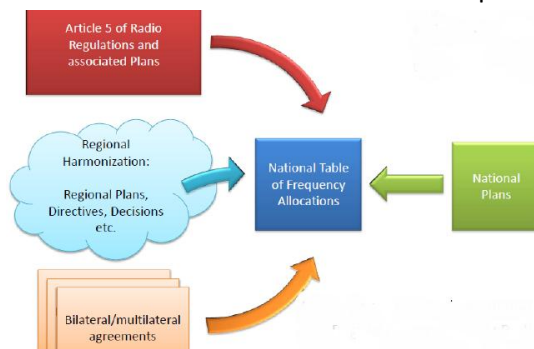 Article 5 of Radio
Regulations and
associated Plans
Regional
Harmonization:
Regional Plans,
Directives, Decisions
etc.
National Table
of Frequency
Allocations
National
Plans
Bilateral/multilateral
agreements